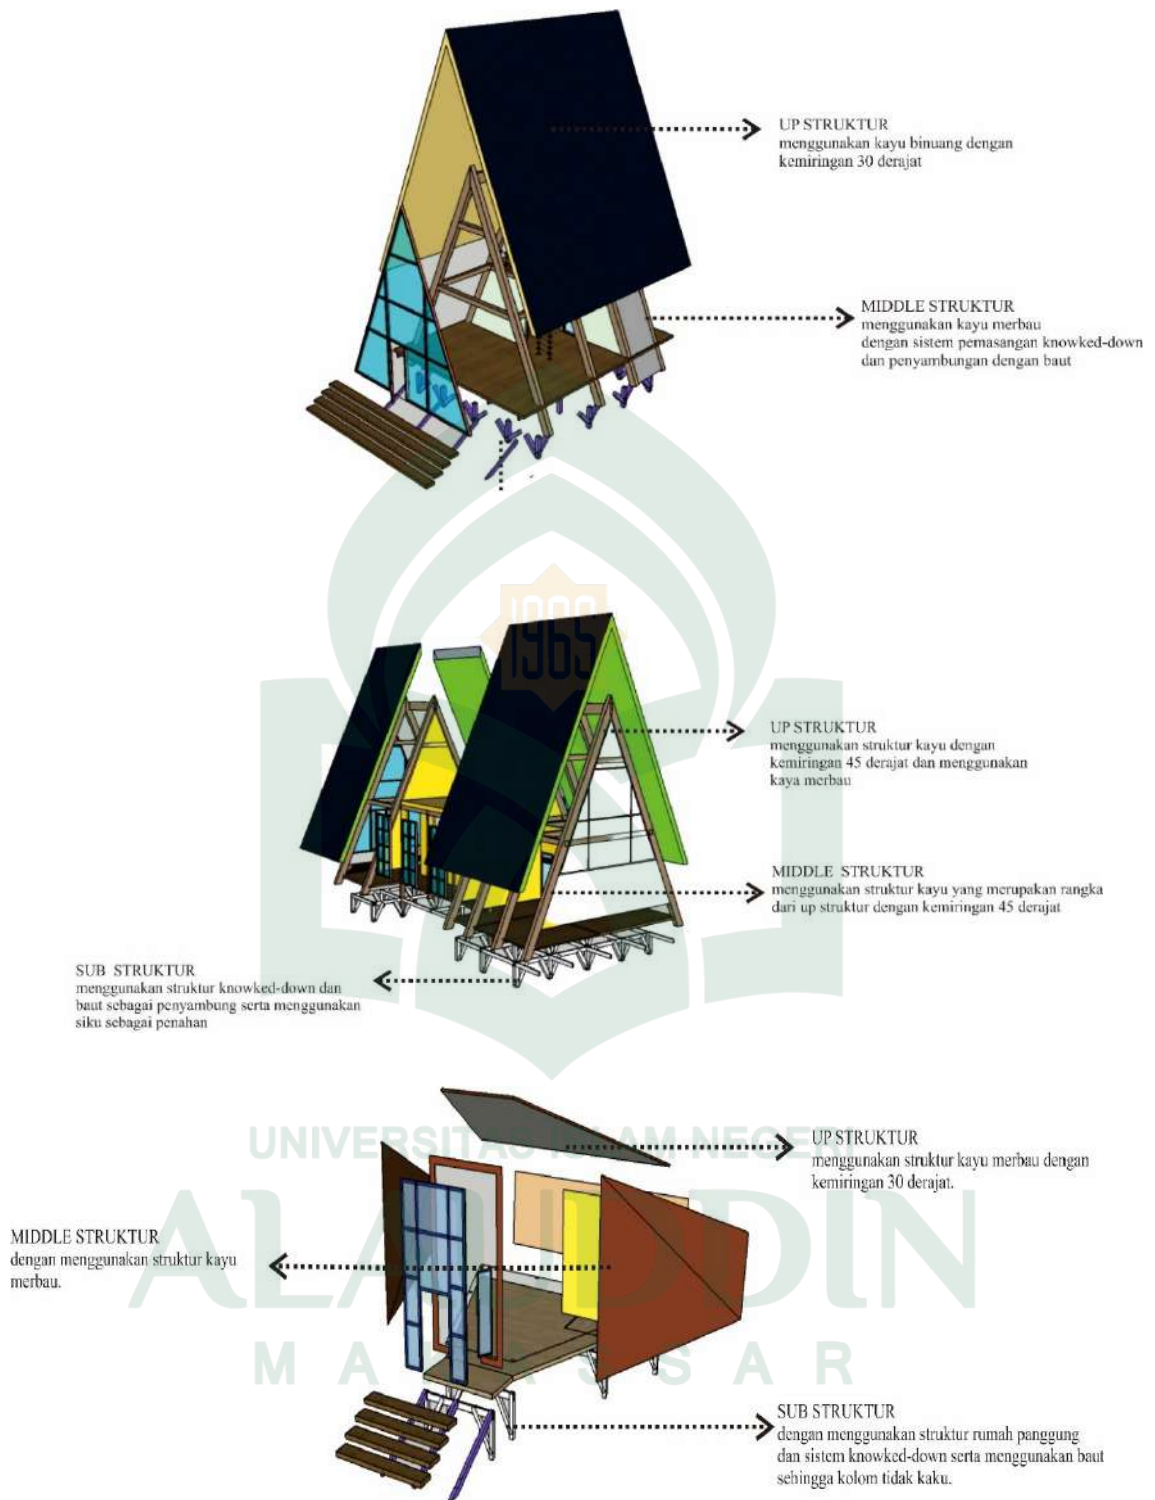 UP STRUKTUR
menggunakan kayu binuang dengan
kemiringan 30 derajat
MIDDLE STRUKTUR
menggunakan kayu merbau
dengan sistem pemasangan knowked-down
dan penyambungan dengan baut
1965
UP STRUKTUR
menggunakan struktur kayu dengan
kemiringan 45 derajat dan menggunakan
kaya merbau
MIDDLE STRUKTUR
menggunakan struktur kayu yang merupakan rangka
dari up struktur dengan kemiringan 45 derajat
SUB STRUKTUR
menggunakan struktur knowked-down dan
baut sebagai penyambung serta menggunakan
siku sebagai penahan
UNIVERSITAS ISLAM NEGERI
UP STRUKTUR
menggunakan struktur kayu merbau dengan
kemiringan 30 derajat.
ALAUDDIN
MIDDLE STRUKTUR
dengan menggunakan struktur kayu
merbau.
MAKASSAR
SUB STRUKTUR
dengan menggunakan struktur rumah panggung
dan sistem knowked-down serta menggunakan baut
sehingga kolom tidak kaku.